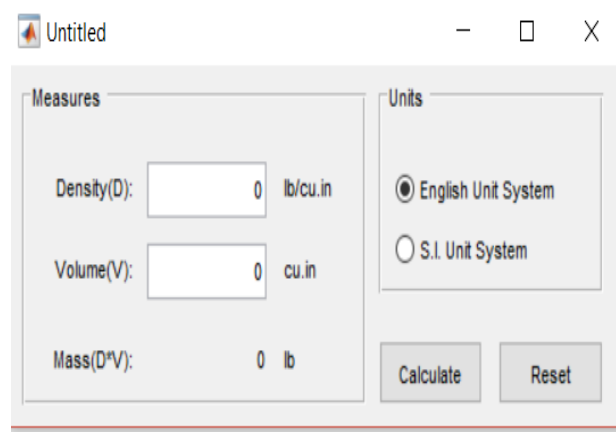 Untitled
Measures
Density(D): 0 lb/cu.in
Volume(V): 0 cu.in
Mass(D*V): 0 lb
Units
English Unit System
S.I. Unit System
Calculate Reset